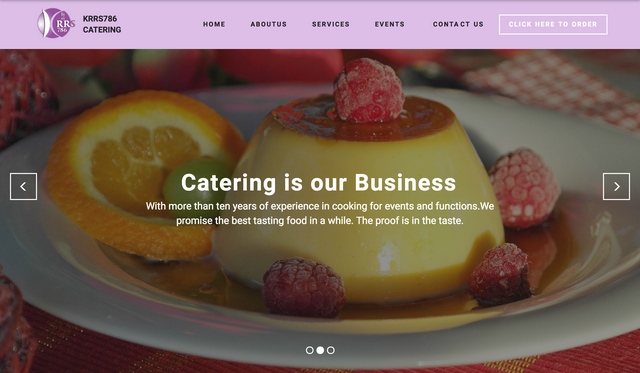 KRRS786
CATERING
RRS
786
HOME
ABOUTUS
SERVICES
EVENTS
CONTACT US
CLICK HERE TO ORDER
Catering is our Business
With more than ten years of experience in cooking for events and functions.We
promise the best tasting food in a while. The proof is in the taste.